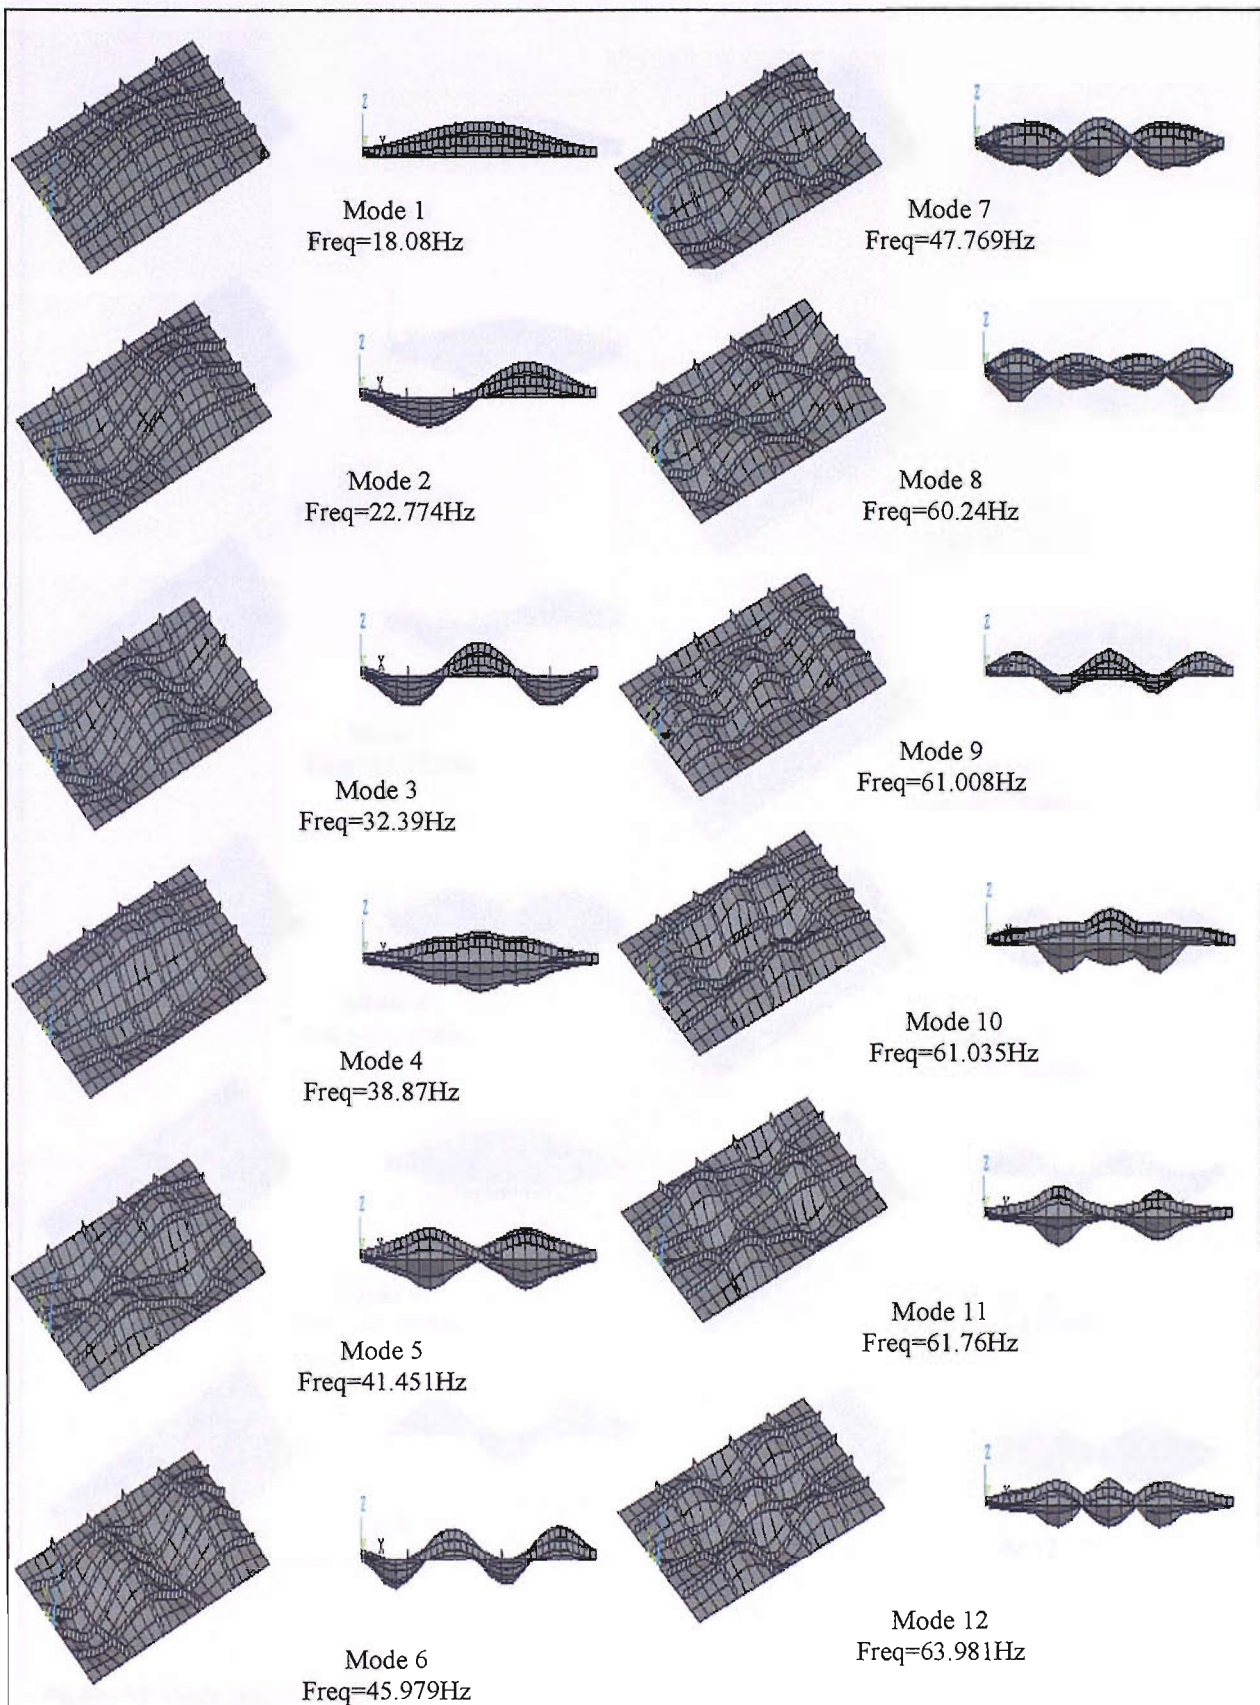 Z
X
Mode 1
Freq=18.08Hz
Z
X
Mode 2
Freq=22.774Hz
Z
X
Mode 3
Freq=32.39Hz
Z
X
Mode 4
Freq=38.87Hz
Z
X
Mode 5
Freq=41.451Hz
Z
X
Mode 6
Freq=45.979Hz
Z
Mode 7
Freq=47.769Hz
Z
Mode 8
Freq=60.24Hz
Z
X
Mode 9
Freq=61.008Hz
Z
X
Mode 10
Freq=61.035Hz
Z
X
Mode 11
Freq=61.76Hz
Z
X
Mode 12
Freq=63.981Hz